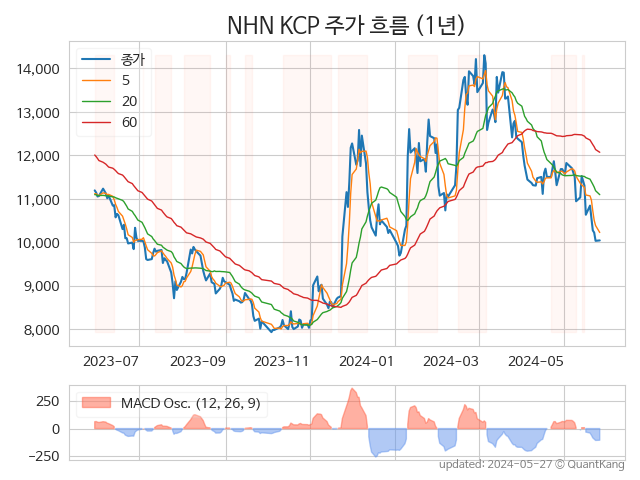 NHN KCP 주가 흐름 (1년)
종가
5
20
60
14,000
13,000
12,000
11,000
10,000
9,000
8,000
2023-07 2023-09 2023-11 2024-01 2024-03 2024-05
MACD Osc. (12, 26, 9)
250
0
−250
updated: 2024-05-27 © QuantKang